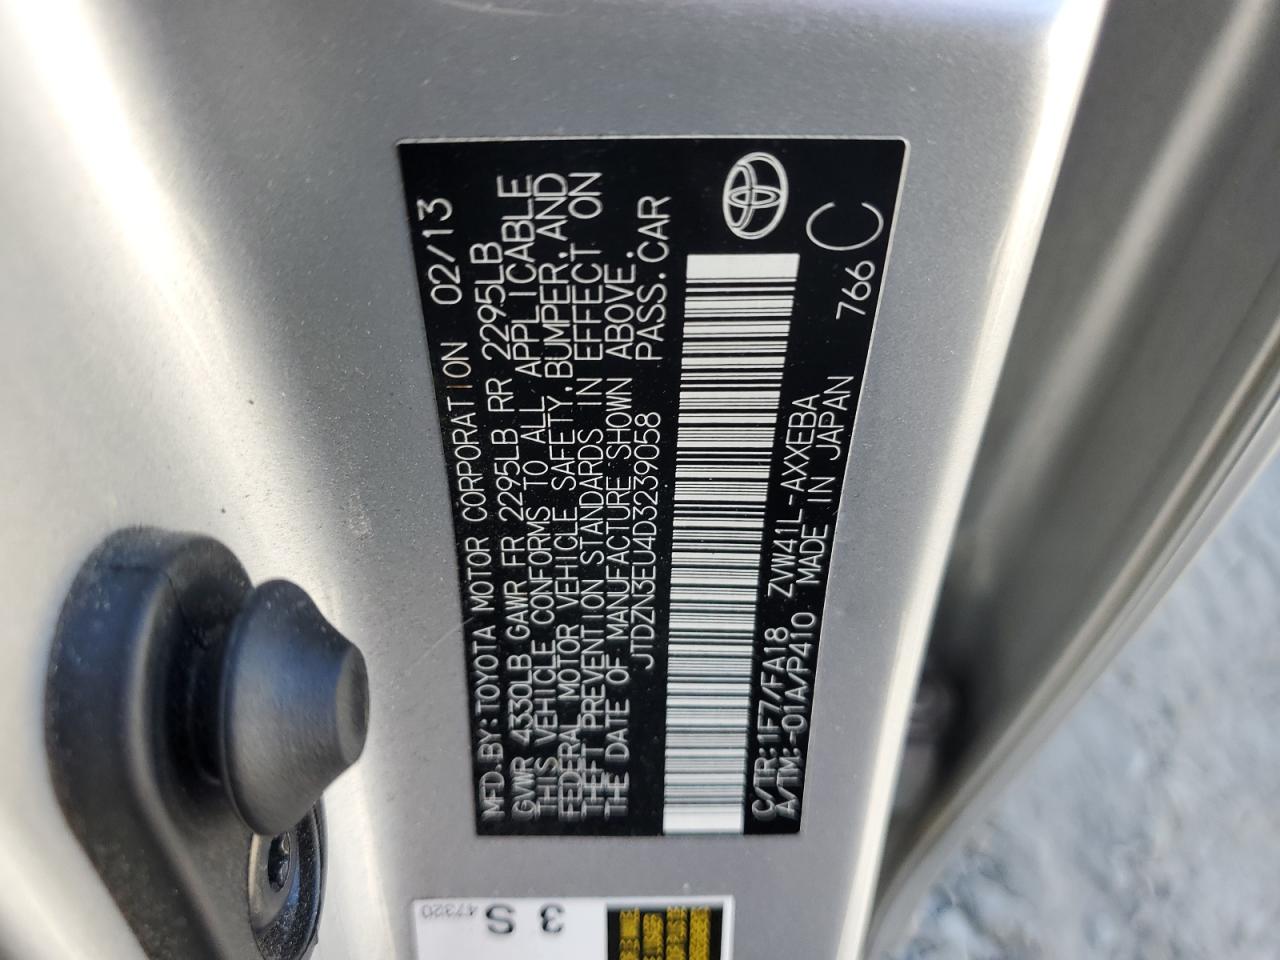 MFD.BY:TOYOTA MOTOR CORPORATION 02/13
GVWR 4330LB GAWR FR 2295LB RR 2295LB
THIS VEHICLE CONFORMS TO ALL APPLICABLE
FEDERAL MOTOR VEHICLE SAFETY,BUMPER,AND
THEFT PREVENTION STANDARDS IN EFFECT ON
THE DATE OF MANUFACTURE SHOWN ABOVE.
JTDZN3EU4D3239058 PASS.CAR
C/TR:1F7/FA18 ZVW41L-AXXEBA
A/TM:-01A/P410 MADE IN JAPAN 766 C
3 S
47320